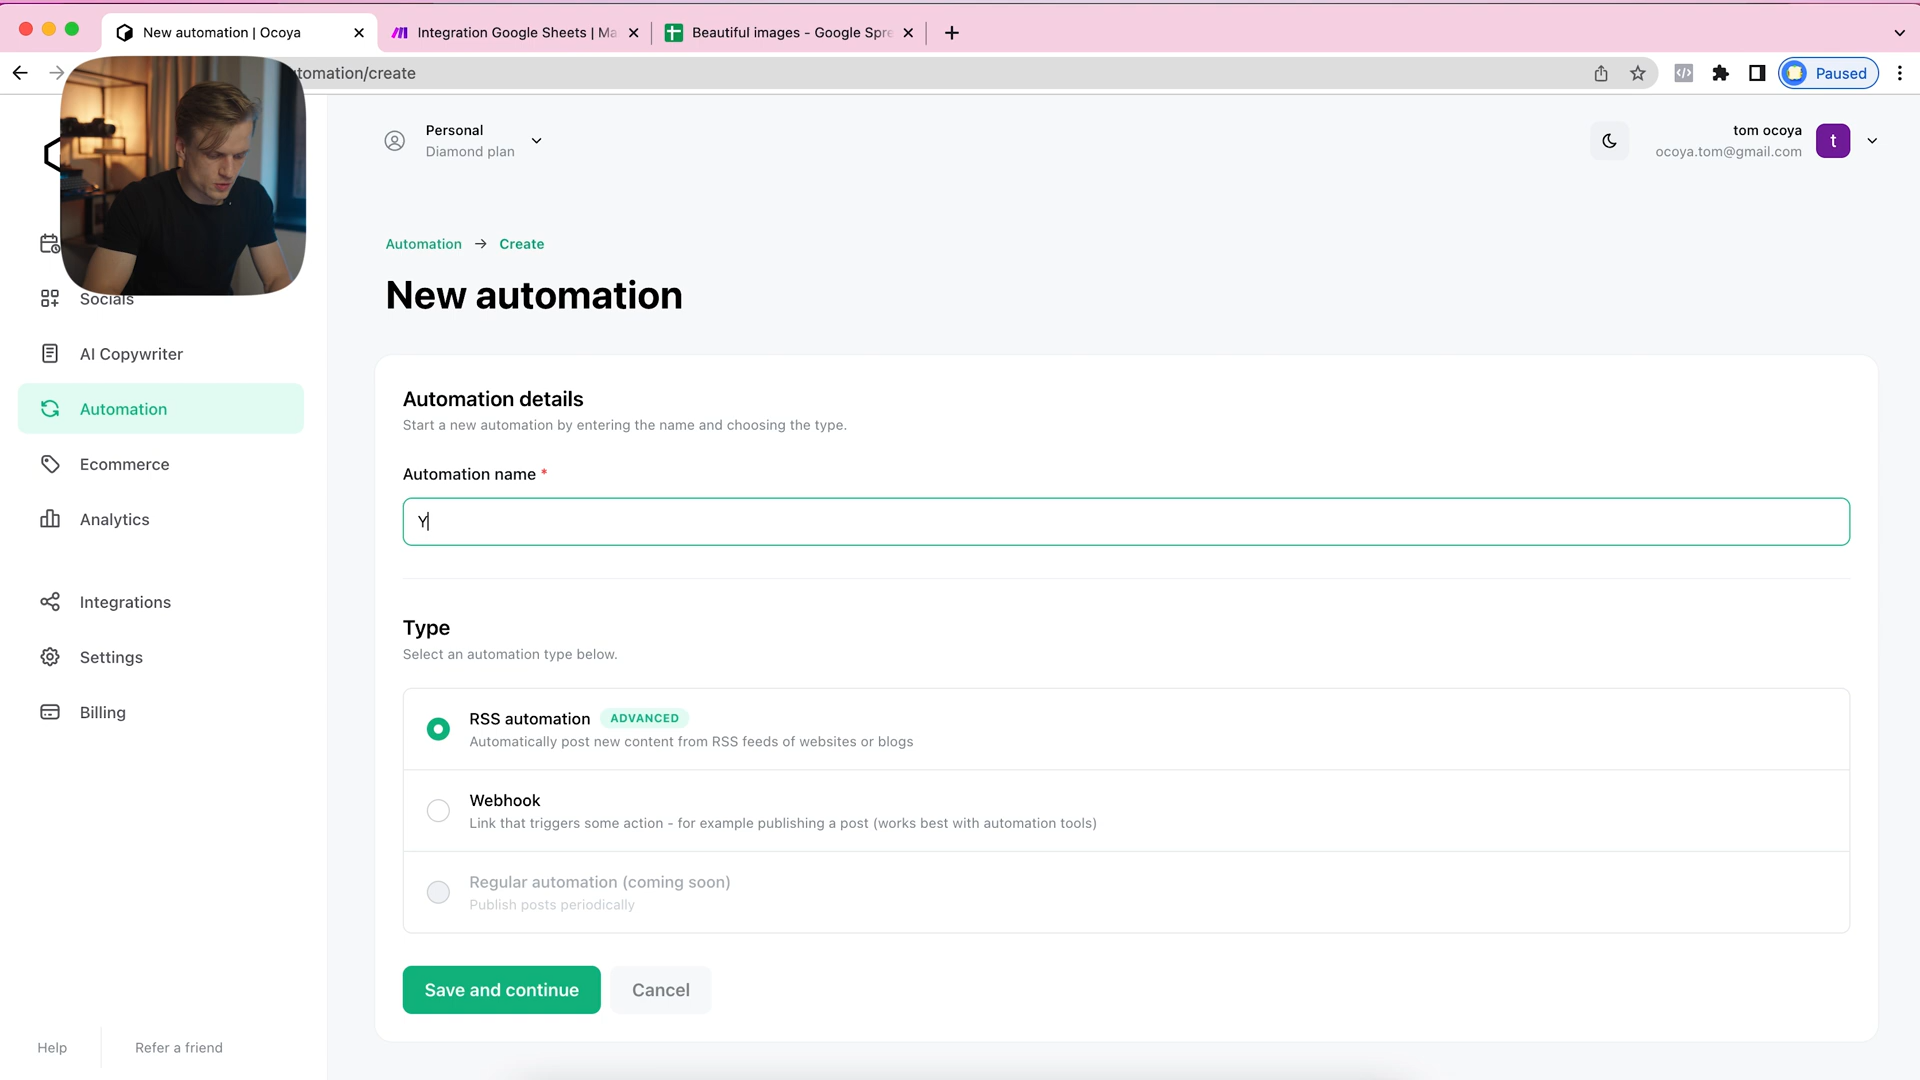 New automation | Ocoya
Integration Google Sheets | Ma
Beautiful images - Google Spre
tomation/create
Paused
Personal
Diamond plan
tom ocoya
ocoya.tom@gmail.com
t
Automation → Create
New automation
Socials
AI Copywriter
Automation
Ecommerce
Analytics
Integrations
Settings
Billing
Help
Refer a friend
Automation details
Start a new automation by entering the name and choosing the type.
Automation name *
Y
Type
Select an automation type below.
RSS automation ADVANCED
Automatically post new content from RSS feeds of websites or blogs
Webhook
Link that triggers some action - for example publishing a post (works best with automation tools)
Regular automation (coming soon)
Publish posts periodically
Save and continue
Cancel